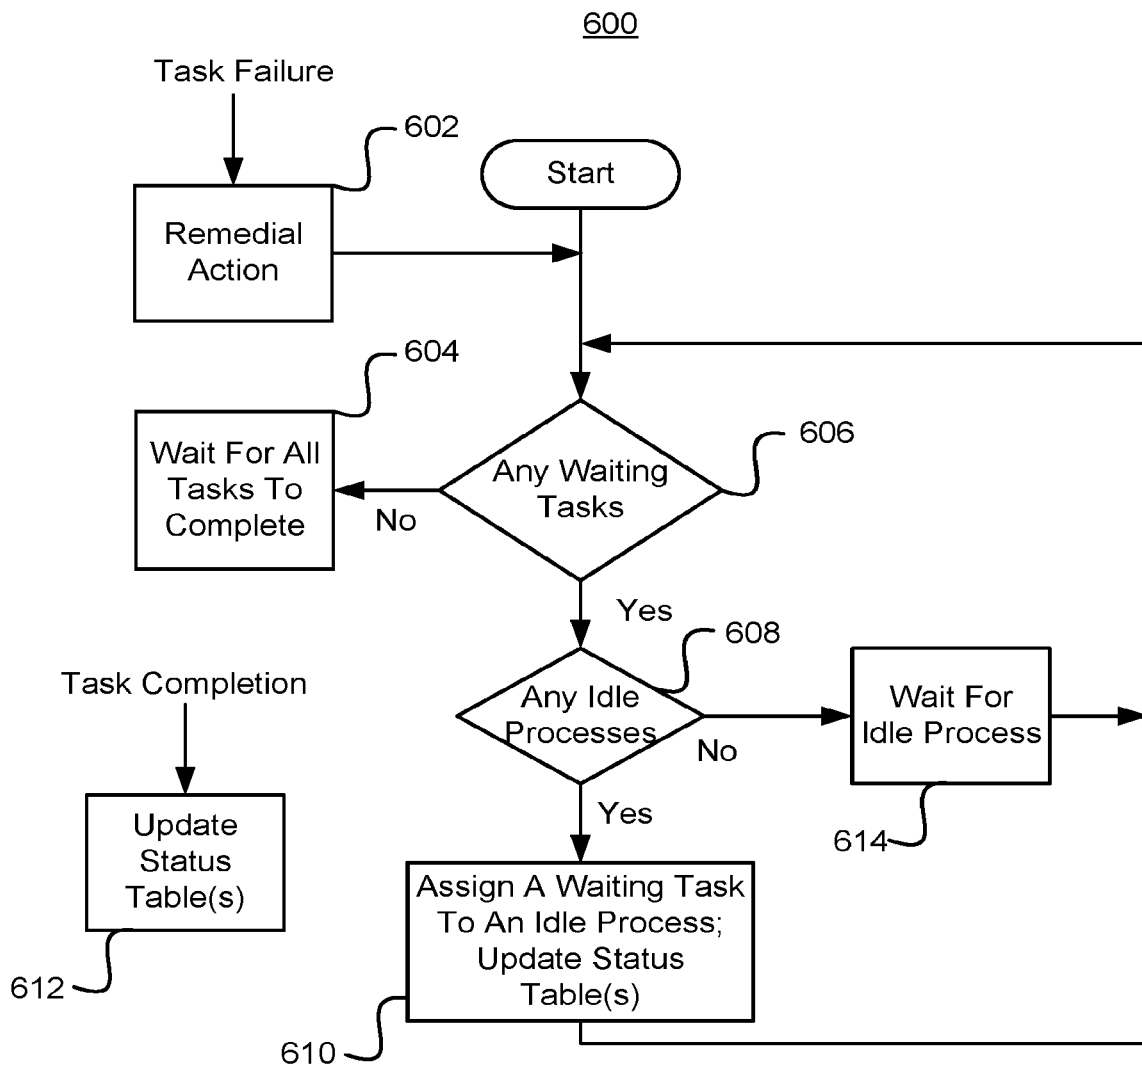 600
Task Failure
602
Start
Remedial
Action
604
Wait For All
Tasks To
Complete
606
Any Waiting
Tasks
No
Yes
608
Task Completion
Any Idle
Processes
No
Wait For
Idle Process
Yes
614
Update
Status
Table(s)
612
Assign A Waiting Task
To An Idle Process;
Update Status
Table(s)
610